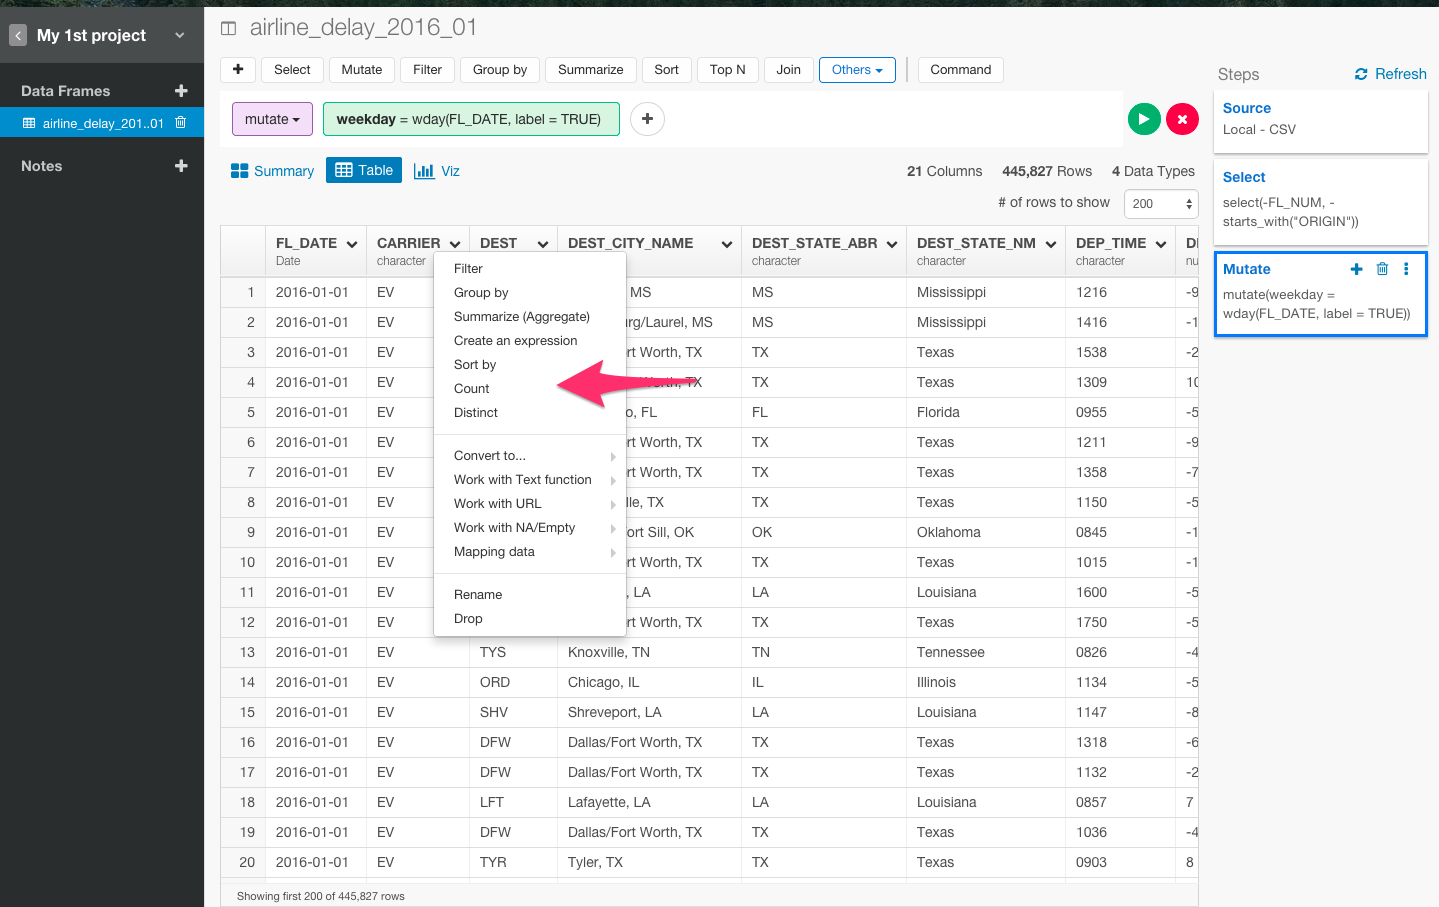 My 1st project
Data Frames
airline_delay_201..01
Notes
airline_delay_2016_01
Select Mutate Filter Group by Summarize Sort Top N Join Others Command
mutate weekday = wday(FL_DATE, label = TRUE)
Summary Table Viz
21 Columns 445,827 Rows 4 Data Types
# of rows to show 200
FL_DATE CARRIER DEST DEST_CITY_NAME DEST_STATE_ABR DEST_STATE_NM DEP_TIME
Date character character character character nu
1 2016-01-01 EV MS MS Mississippi 1216 -9
2 2016-01-01 EV urg/Laurel, MS MS Mississippi 1416 -1
3 2016-01-01 EV rt Worth, TX TX Texas 1538 -2
4 2016-01-01 EV TX TX Texas 1309 10
5 2016-01-01 EV o, FL FL Florida 0955 -5
6 2016-01-01 EV rt Worth, TX TX Texas 1211 -9
7 2016-01-01 EV rt Worth, TX TX Texas 1358 -7
8 2016-01-01 EV lle, TX TX Texas 1150 -5
9 2016-01-01 EV ort Sill, OK OK Oklahoma 0845 -1
10 2016-01-01 EV rt Worth, TX TX Texas 1015 -1
11 2016-01-01 EV , LA LA Louisiana 1600 -5
12 2016-01-01 EV rt Worth, TX TX Texas 1750 -5
13 2016-01-01 EV TYS Knoxville, TN TN Tennessee 0826 -4
14 2016-01-01 EV ORD Chicago, IL IL Illinois 1134 -5
15 2016-01-01 EV SHV Shreveport, LA LA Louisiana 1147 -8
16 2016-01-01 EV DFW Dallas/Fort Worth, TX TX Texas 1318 -6
17 2016-01-01 EV DFW Dallas/Fort Worth, TX TX Texas 1132 -2
18 2016-01-01 EV LFT Lafayette, LA LA Louisiana 0857 7
19 2016-01-01 EV DFW Dallas/Fort Worth, TX TX Texas 1036 -4
20 2016-01-01 EV TYR Tyler, TX TX Texas 0903 8
Showing first 200 of 445,827 rows
Filter
Group by
Summarize (Aggregate)
Create an expression
Sort by
Count
Distinct
Convert to...
Work with Text function
Work with URL
Work with NA/Empty
Mapping data
Rename
Drop
Steps Refresh
Source
Local - CSV
Select
select(-FL_NUM, -
starts_with("ORIGIN"))
Mutate
mutate(weekday =
wday(FL_DATE, label = TRUE))